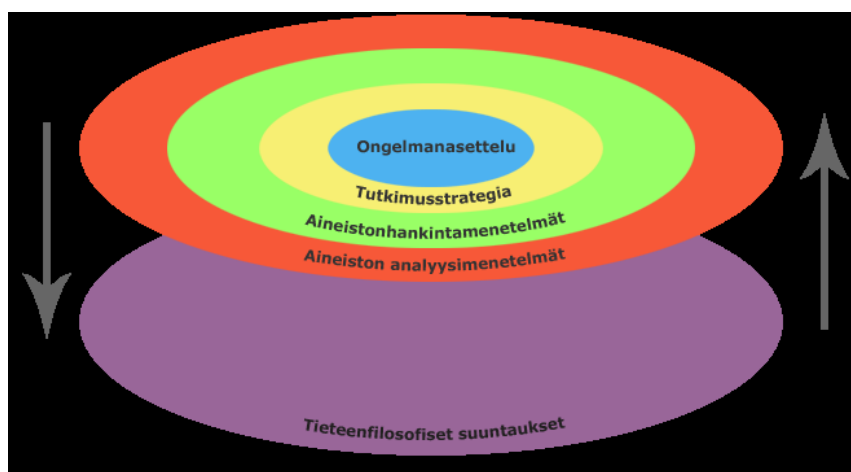 Ongelmanasettelu
Tutkimusstrategia
Aineistonhankintamenetelmät
Aineiston analyysimenetelmät
Tieteenfilosofiset suuntaukset